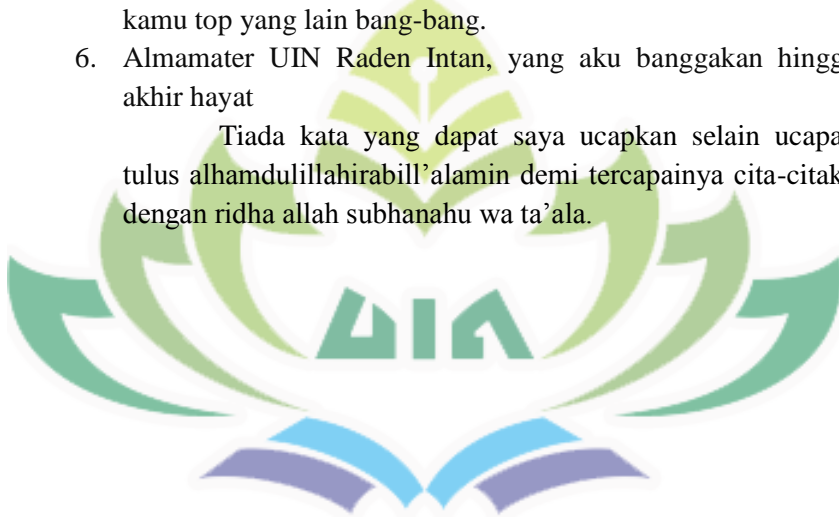 kamu top yang lain bang-bang.
6. Almamater UIN Raden Intan, yang aku banggakan hingg
akhir hayat
Tiada kata yang dapat saya ucapkan selain ucapa
tulus alhamdulillahirabill’alamin demi tercapainya cita-citak
dengan ridha allah subhanahu wa ta’ala.
UIN